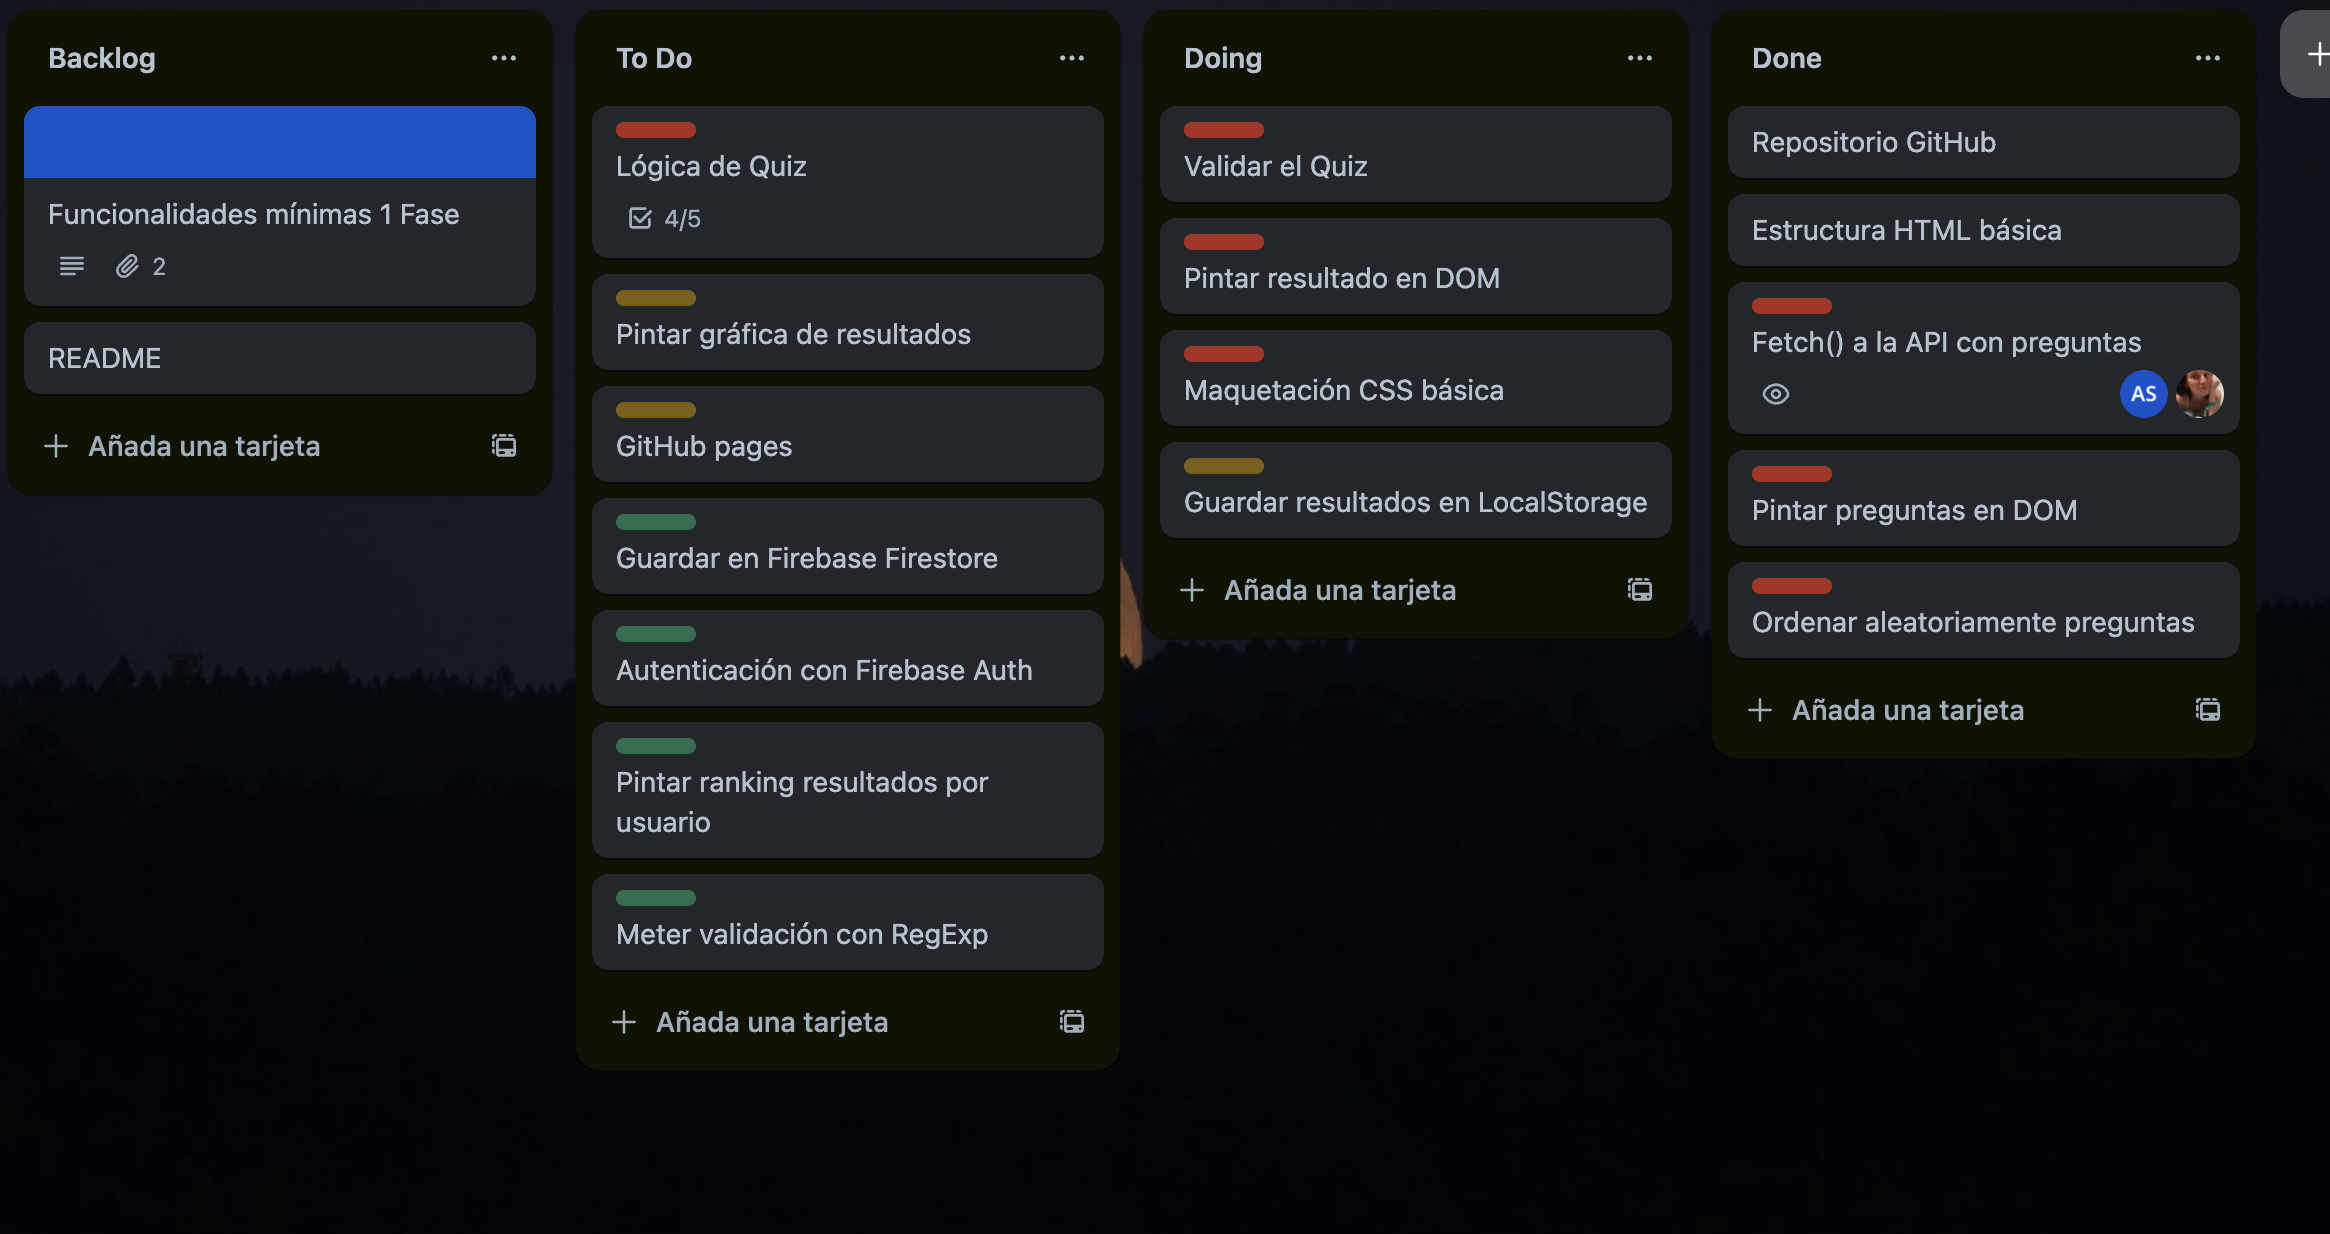 Backlog
Funcionalidades mínimas 1 Fase
2
README
Añada una tarjeta
To Do
Lógica de Quiz
4/5
Pintar gráfica de resultados
GitHub pages
Guardar en Firebase Firestore
Autenticación con Firebase Auth
Pintar ranking resultados por
usuario
Meter validación con RegExp
Añada una tarjeta
Doing
Validar el Quiz
Pintar resultado en DOM
Maquetación CSS básica
Guardar resultados en LocalStorage
Añada una tarjeta
Done
Repositorio GitHub
Estructura HTML básica
Fetch() a la API con preguntas
AS
Pintar preguntas en DOM
Ordenar aleatoriamente preguntas
Añada una tarjeta